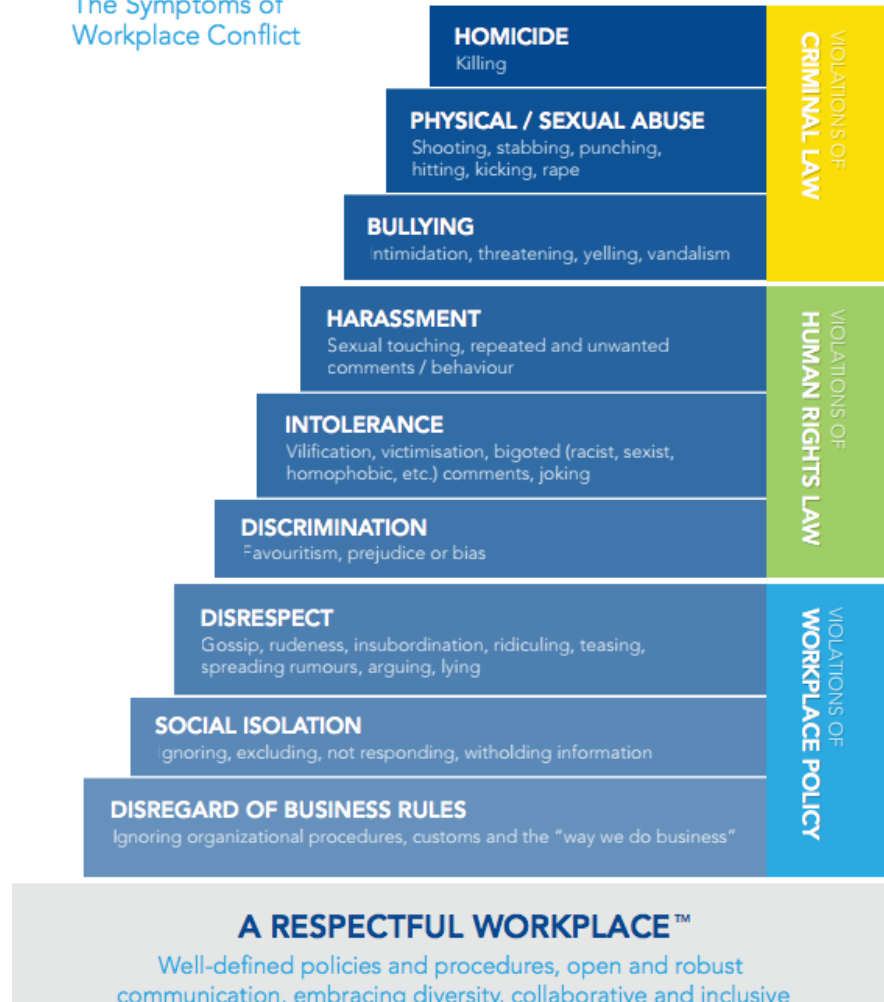 The Symptoms of
Workplace Conflict
HOMICIDE
Killing
PHYSICAL / SEXUAL ABUSE
Shooting, stabbing, punching,
hitting, kicking, rape
BULLYING
Intimidation, threatening, yelling, vandalism
VIOLATIONS OF
CRIMINAL LAW
HARASSMENT
Sexual touching, repeated and unwanted
comments / behaviour
INTOLERANCE
Vilification, victimisation, bigoted (racist, sexist,
homophobic, etc.) comments, joking
DISCRIMINATION
Favouritism, prejudice or bias
VIOLATIONS OF
HUMAN RIGHTS LAW
DISRESPECT
Gossip, rudeness, insubordination, ridiculing, teasing,
spreading rumours, arguing, lying
SOCIAL ISOLATION
Ignoring, excluding, not responding, witholding information
DISREGARD OF BUSINESS RULES
Ignoring organizational procedures, customs and the “way we do business”
VIOLATIONS OF
WORKPLACE POLICY
A RESPECTFUL WORKPLACE™
Well-defined policies and procedures, open and robust
communication, embracing diversity, collaborative and inclusive